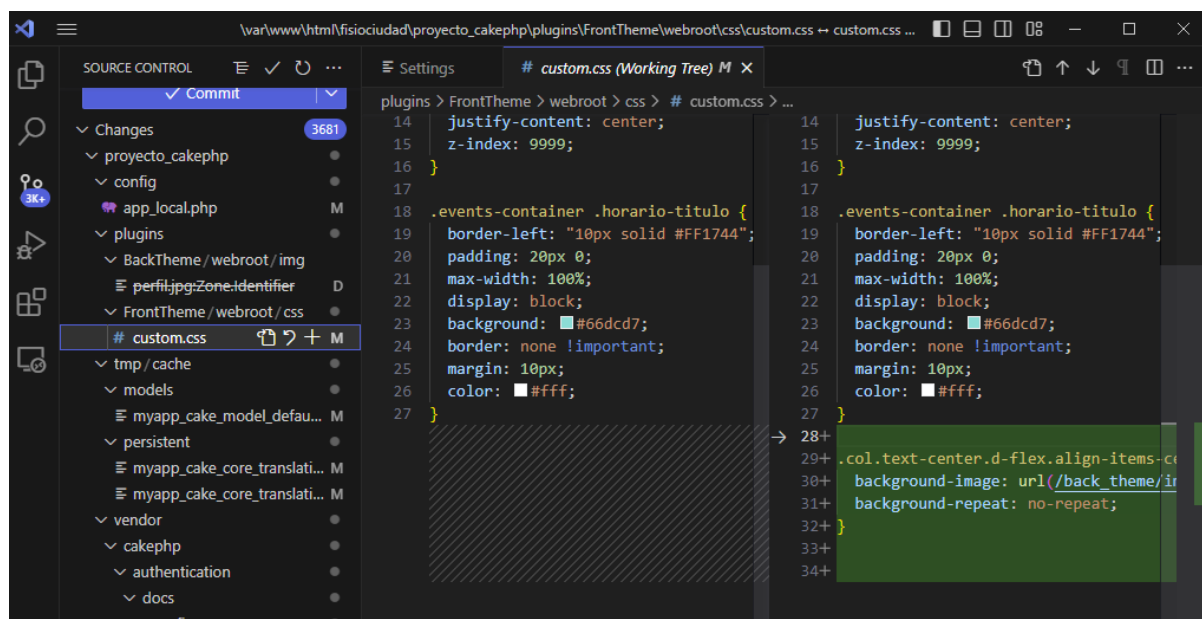 \var\www\html\fisiociudad\proyecto_cakephp\plugins\FrontTheme\webroot\css\custom.css ↔ custom.css ...
SOURCE CONTROL
Commit
Changes 3681
proyecto_cakephp
config
app_local.php M
plugins
BackTheme/webroot/img
perfil.jpg:Zone.Identifier D
FrontTheme/webroot/css
# custom.css M
tmp/cache
models
myapp_cake_model_defau... M
persistent
myapp_cake_core_translati... M
myapp_cake_core_translati... M
vendor
cakephp
authentication
docs
3K+
Settings
# custom.css (Working Tree) M
plugins > FrontTheme > webroot > css > # custom.css > ...
14 justify-content: center;
15 z-index: 9999;
16 }
17
18 .events-container .horario-titulo {
19 border-left: "10px solid #FF1744";
20 padding: 20px 0;
21 max-width: 100%;
22 display: block;
23 background: #66dcd7;
24 border: none !important;
25 margin: 10px;
26 color: #fff;
27 }
14 justify-content: center;
15 z-index: 9999;
16 }
17
18 .events-container .horario-titulo {
19 border-left: "10px solid #FF1744";
20 padding: 20px 0;
21 max-width: 100%;
22 display: block;
23 background: #66dcd7;
24 border: none !important;
25 margin: 10px;
26 color: #fff;
27 }
28+
29+ .col.text-center.d-flex.align-items-ce
30+ background-image: url(/back_theme/
31+ background-repeat: no-repeat;
32+ }
33+
34+